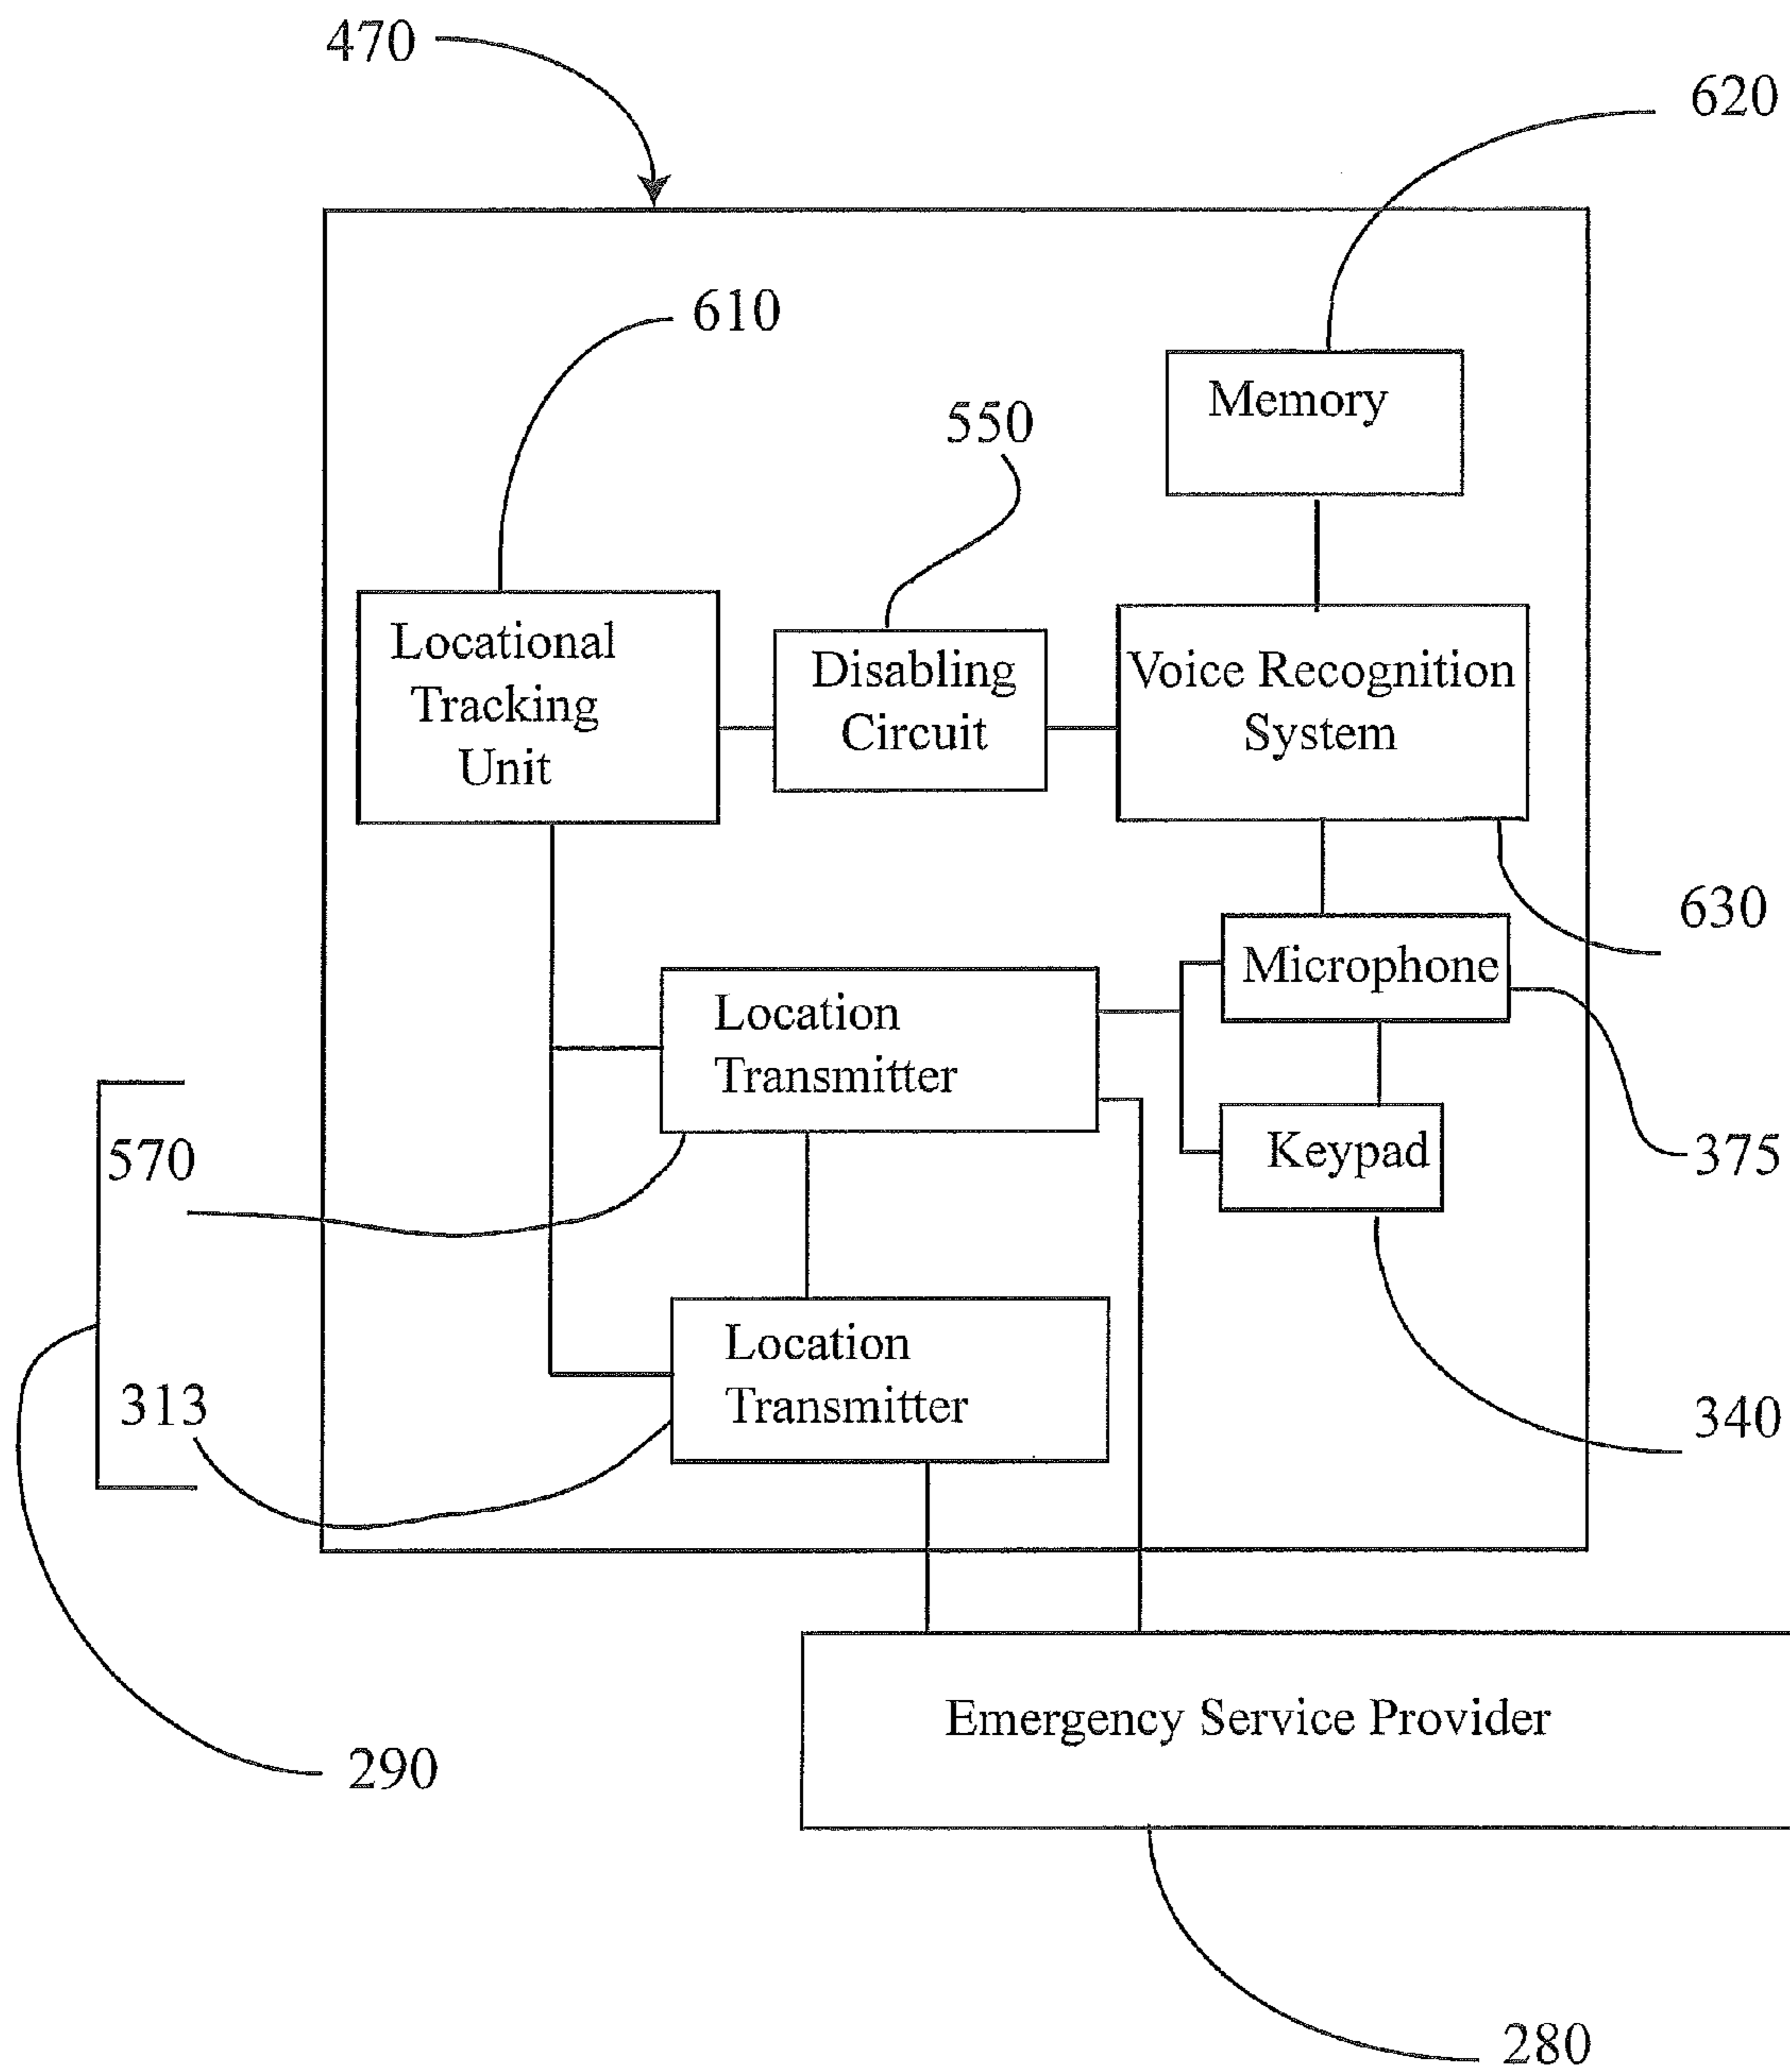 470
620
610
Memory
550
Locational
Tracking
Unit
Disabling
Circuit
Voice Recognition
System
630
Microphone
Location
Transmitter
570
Keypad
375
Location
Transmitter
313
340
Emergency Service Provider
290
280